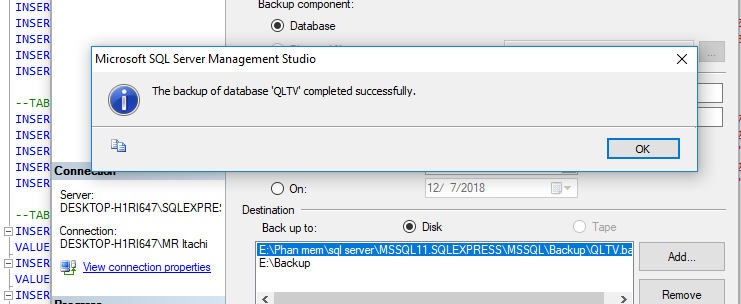 INSER
Backup component:
INSER
Database
INSER
INSER
INSER
Microsoft SQL Server Management Studio
The backup of database 'QLTV' completed successfully.
--TAB
INSER
INSER
INSER
OK
INSER
Connection
INSER
Server:
On:
12/ 7/2018
DESKTOP-H1RI647\SQLEXPRES
--TAB
Destination
INSER
Connection:
Back up to:
Disk
Tape
VALUE
DESKTOP-H1RI647\MR Itachi
INSER
E:\Phan mem\sql server\MSSQL11.SQLEXPRESS\MSSQL\Backup\QLTV.ba
Add...
VALUE
View connection properties
E:\Backup
INSER
VALUE
INSER
Progress
Remove